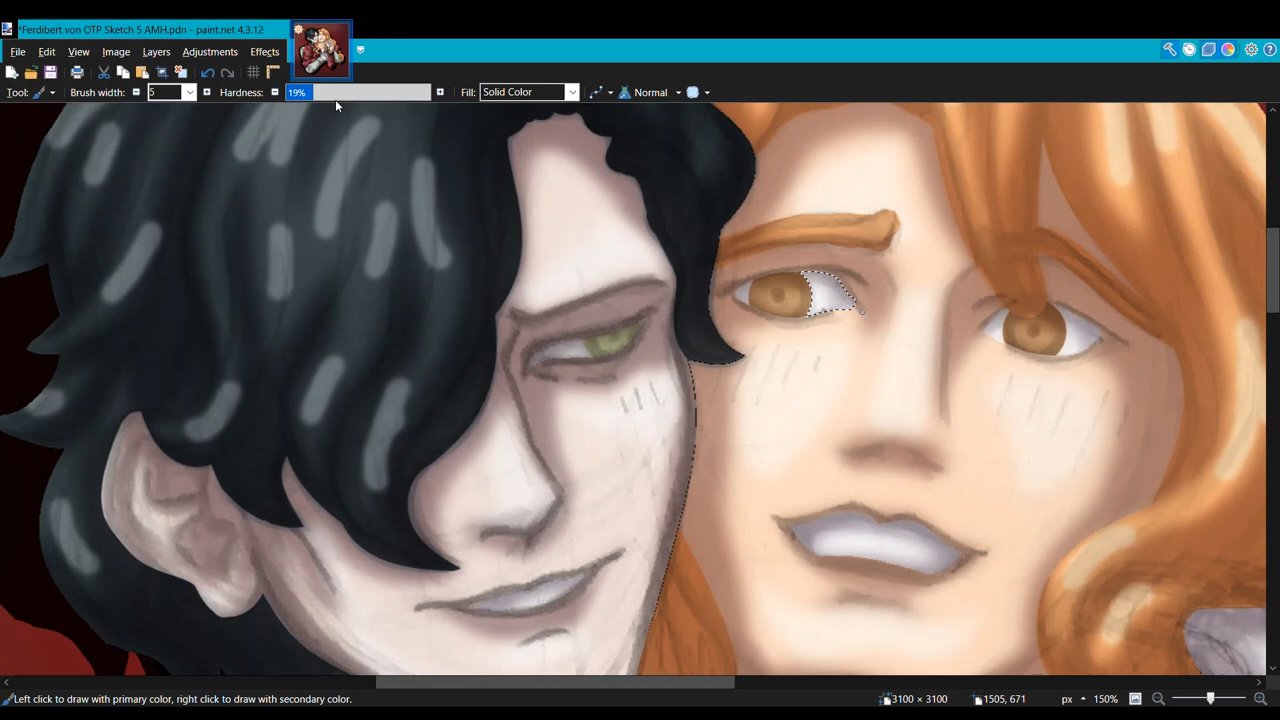 *Ferdibert von OTP Sketch 5 AMH.pdn - paint.net 4.3.12
File Edit View Image Layers Adjustments Effects
Tool: Brush width: 5 Hardness: 19% Fill: Solid Color Normal
Left click to draw with primary color, right click to draw with secondary color. 3100 × 3100 1505, 671 px 150%